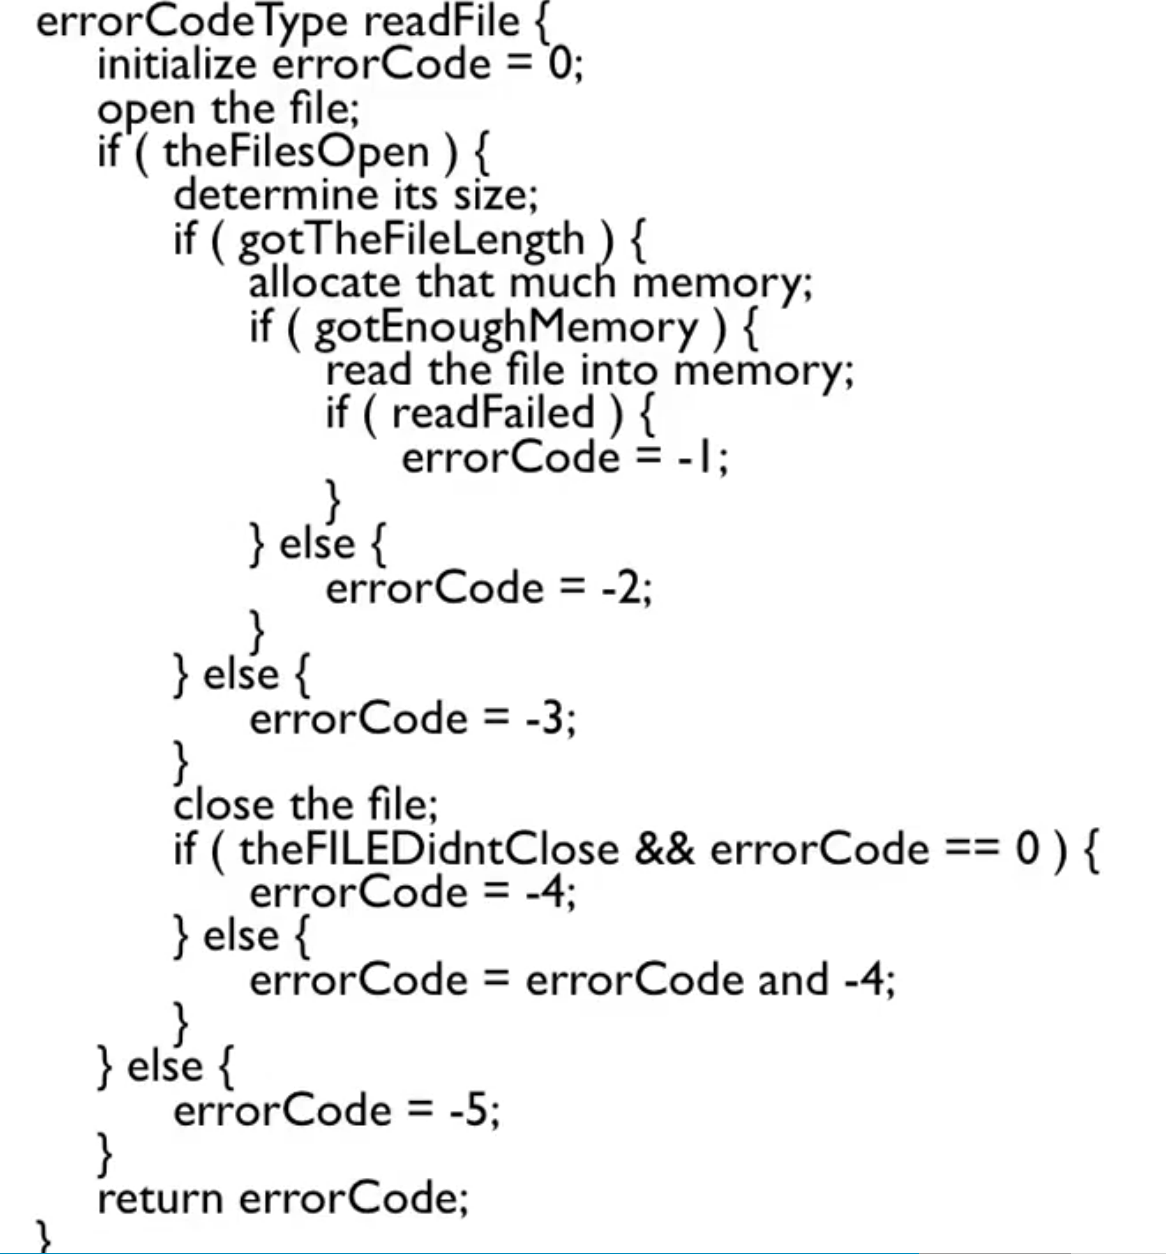 errorCodeType readFile {
initialize errorCode = 0;
open the file;
if ( theFilesOpen ) {
determine its size;
if ( gotTheFileLength ) {
allocate that much memory;
if ( gotEnoughMemory ) {
read the file into memory;
if ( readFailed ) {
errorCode = -1;
}
} else {
errorCode = -2;
}
} else {
errorCode = -3;
}
close the file;
if ( theFILEDidntClose && errorCode == 0 ) {
errorCode = -4;
} else {
errorCode = errorCode and -4;
}
} else {
errorCode = -5;
}
return errorCode;
}